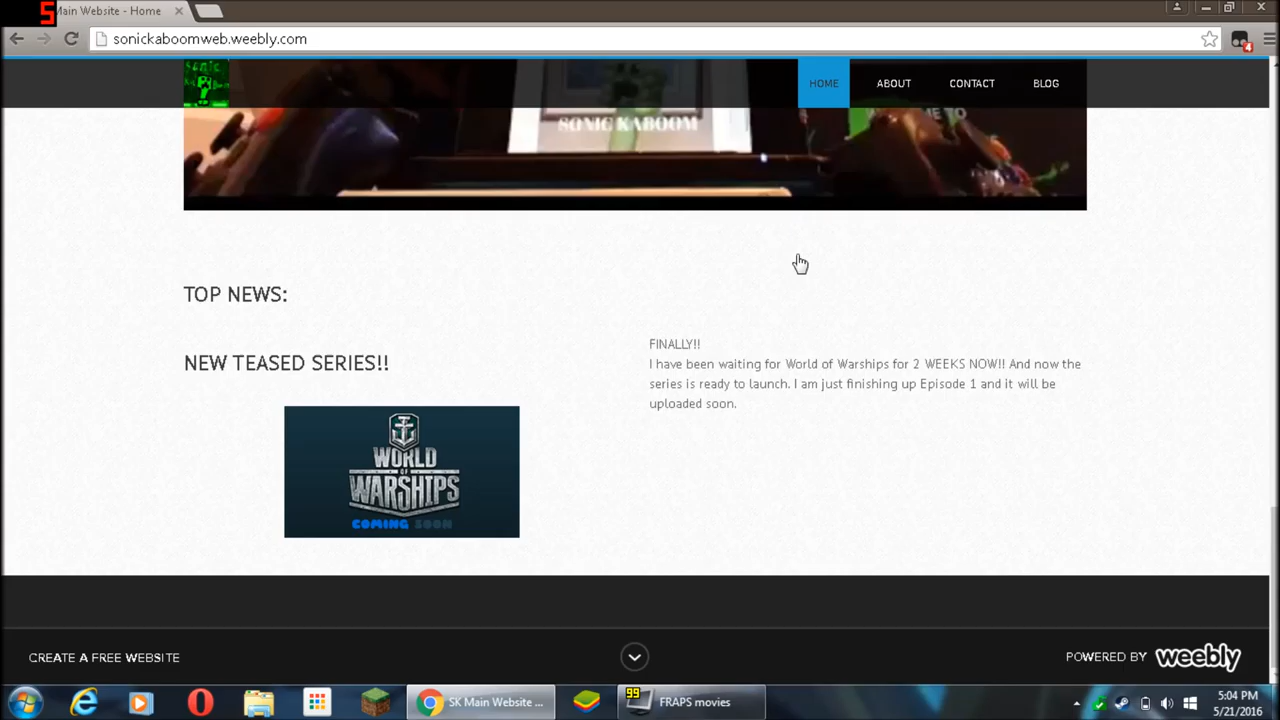 5
Main Website - Home
sonickaboomweb.weebly.com
4
HOME
ABOUT
CONTACT
BLOG
SONIC KABOOM
TOP NEWS:
NEW TEASED SERIES!!
FINALLY!!
I have been waiting for World of Warships for 2 WEEKS NOW!! And now the
series is ready to launch. I am just finishing up Episode 1 and it will be
uploaded soon.
WORLD
OF
WARSHIPS
COMING SOON
CREATE A FREE WEBSITE
POWERED BY weebly
SK Main Website ...
99
FRAPS movies
5:04 PM
5/21/2016